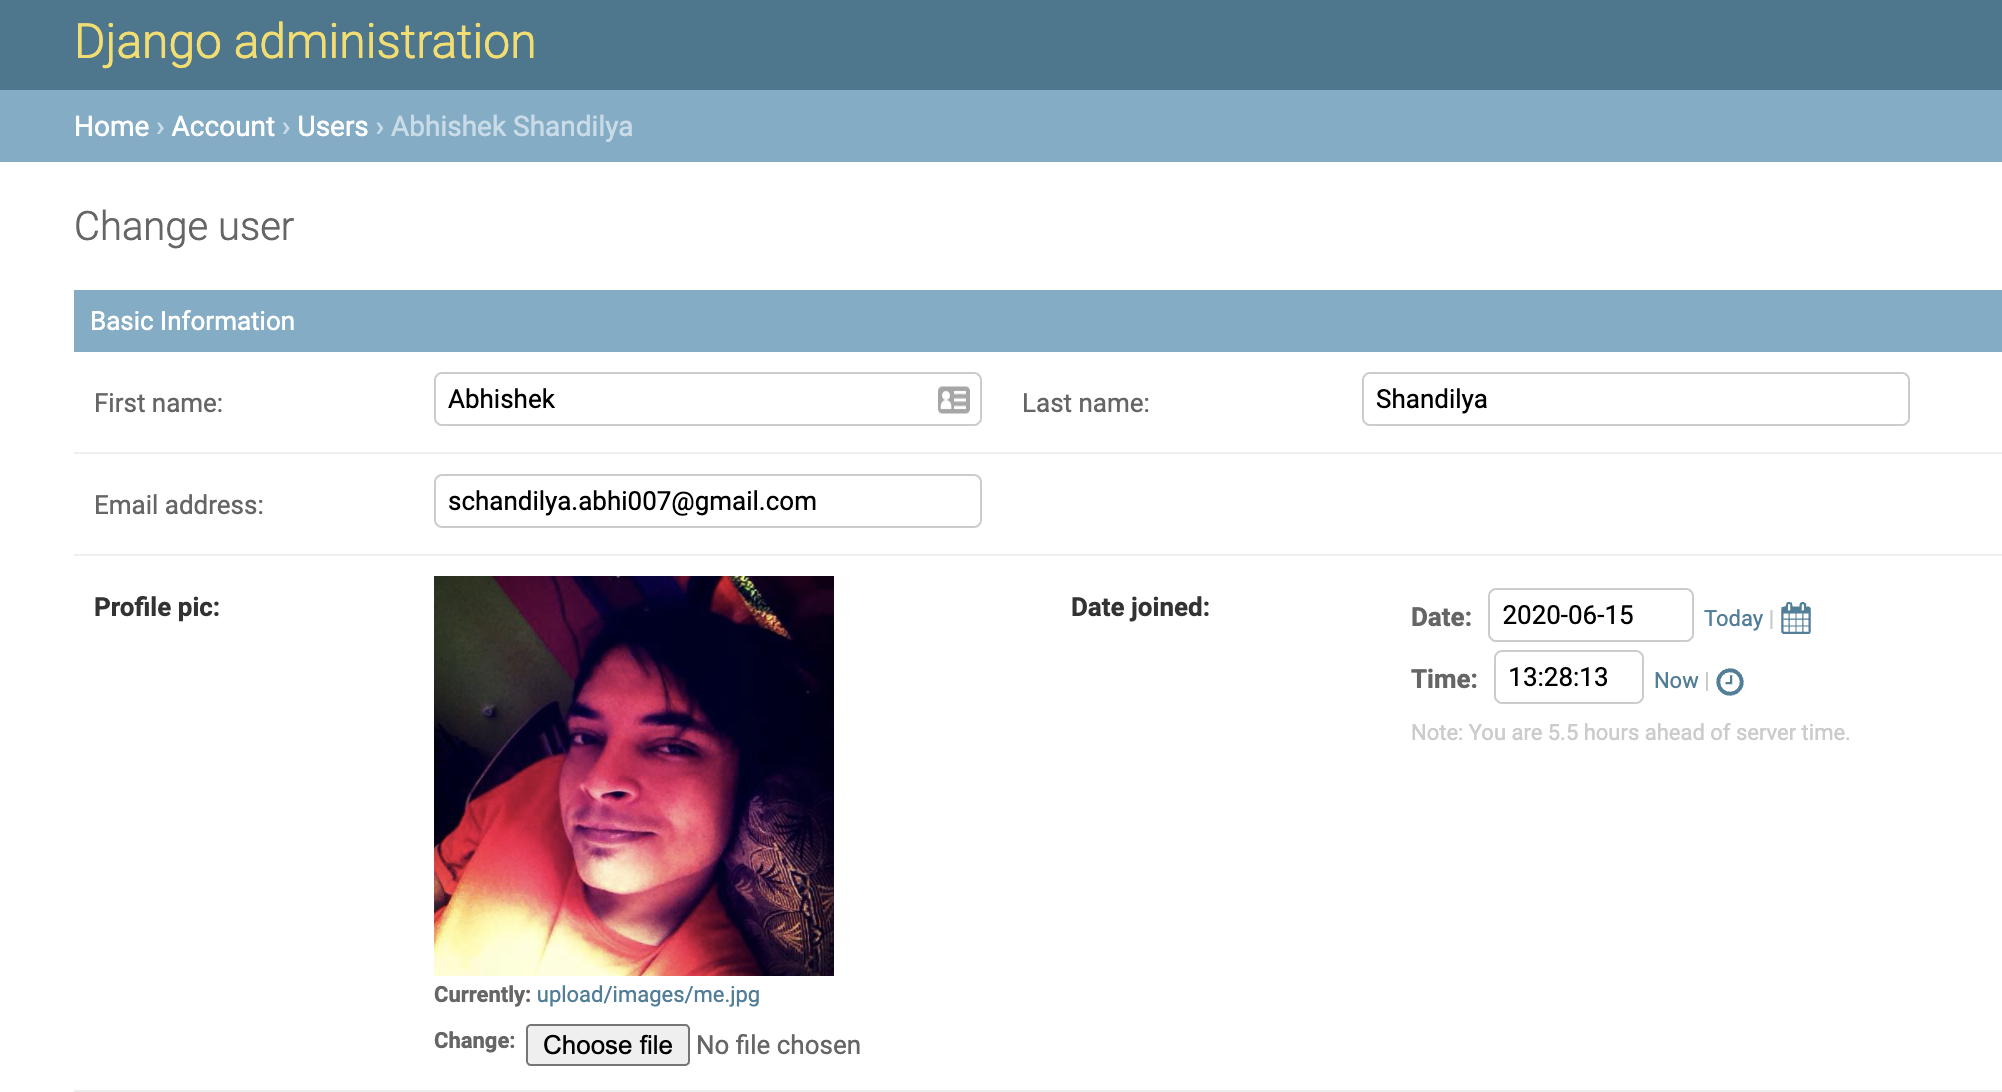 Django administration
Home › Account › Users › Abhishek Shandilya
Change user
Basic Information
First name: Abhishek Last name: Shandilya
Email address: schandilya.abhi007@gmail.com
Profile pic: Date joined: Date: 2020-06-15 Today |
Time: 13:28:13 Now |
Note: You are 5.5 hours ahead of server time.
Currently: upload/images/me.jpg
Change: Choose file No file chosen